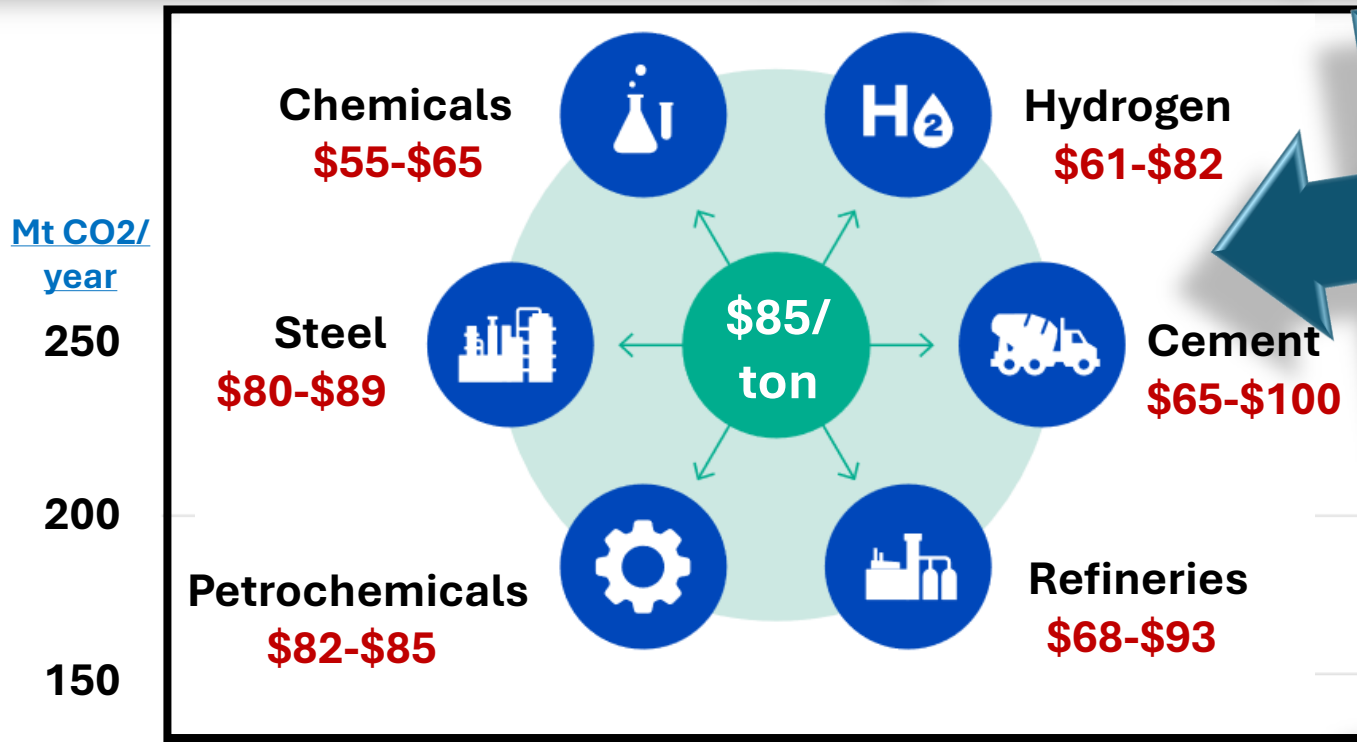 Mt CO2/
year
250
200
150
Chemicals
$55-$65
H2
Hydrogen
$61-$82
Steel
$80-$89
$85/
ton
Cement
$65-$100
Petrochemicals
$82-$85
Refineries
$68-$93